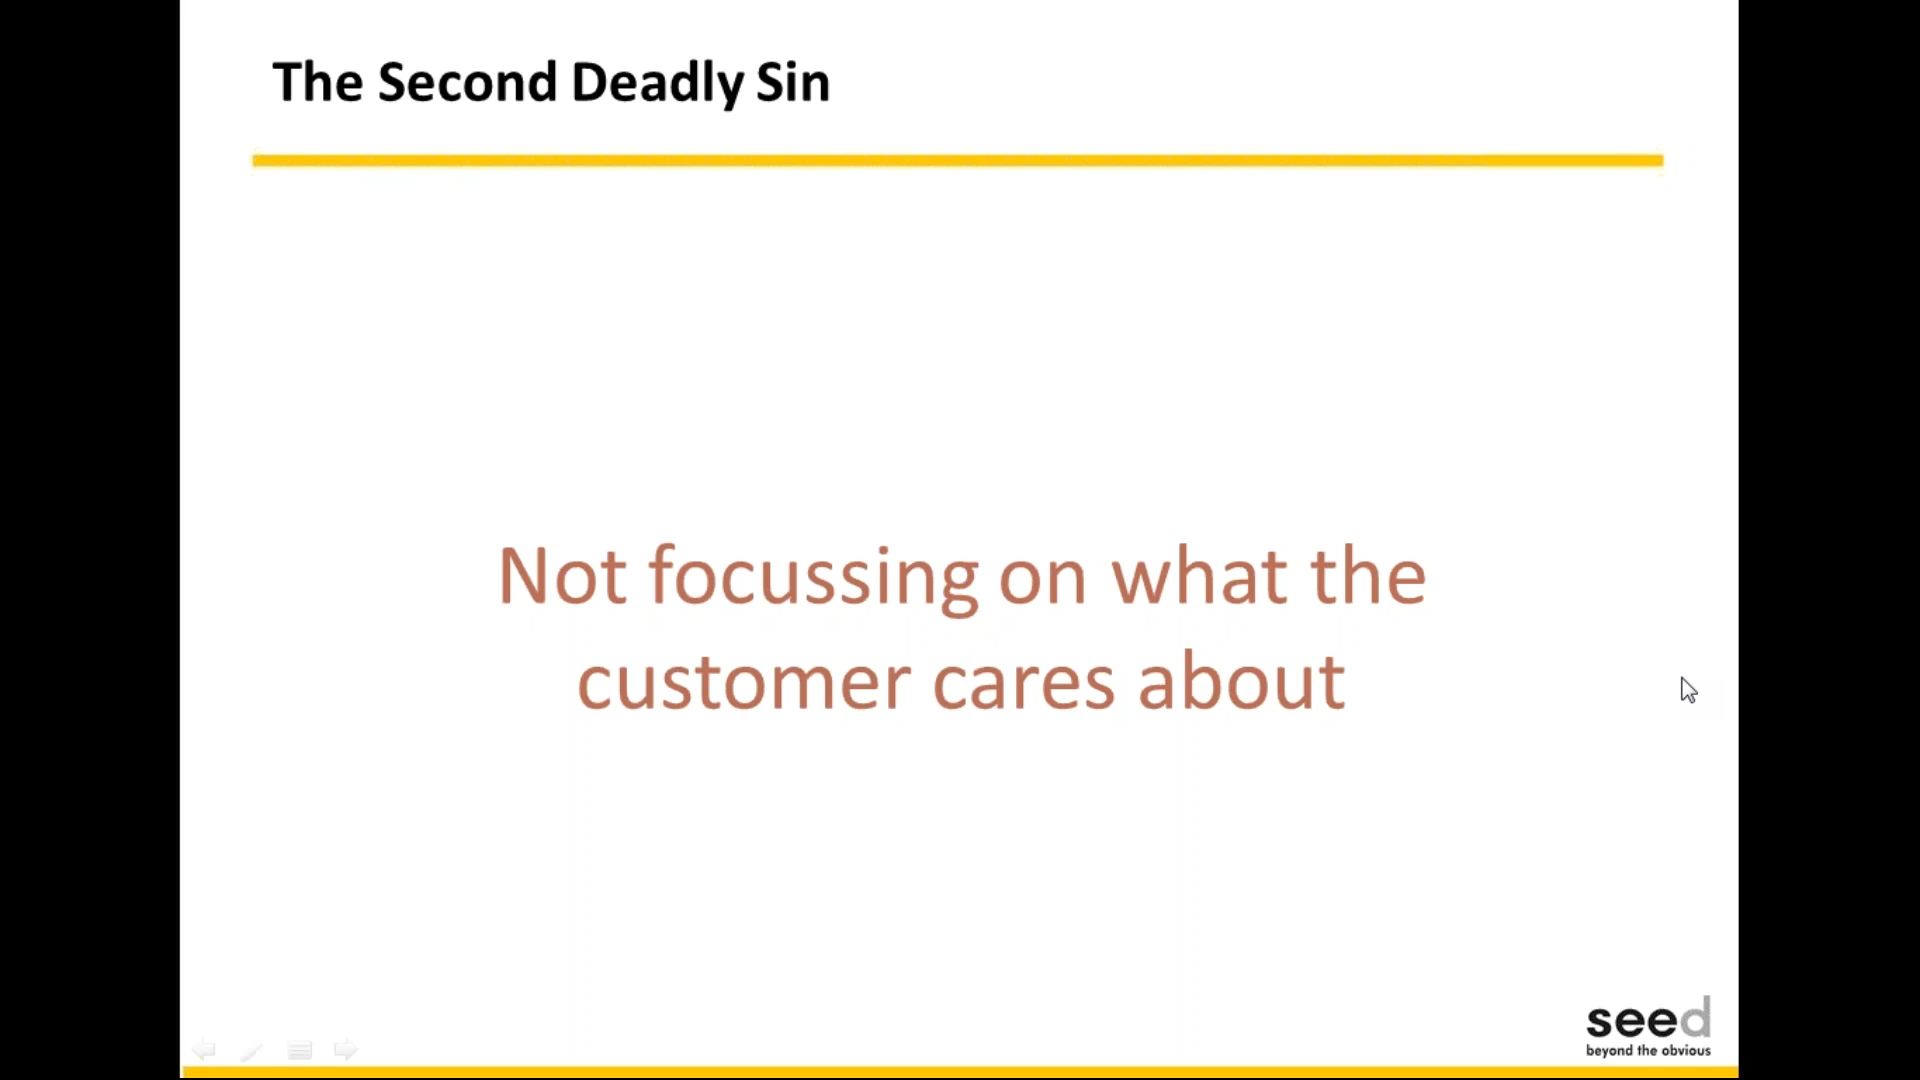 The Second Deadly Sin
Not focussing on what the
customer cares about
seed
beyond the obvious